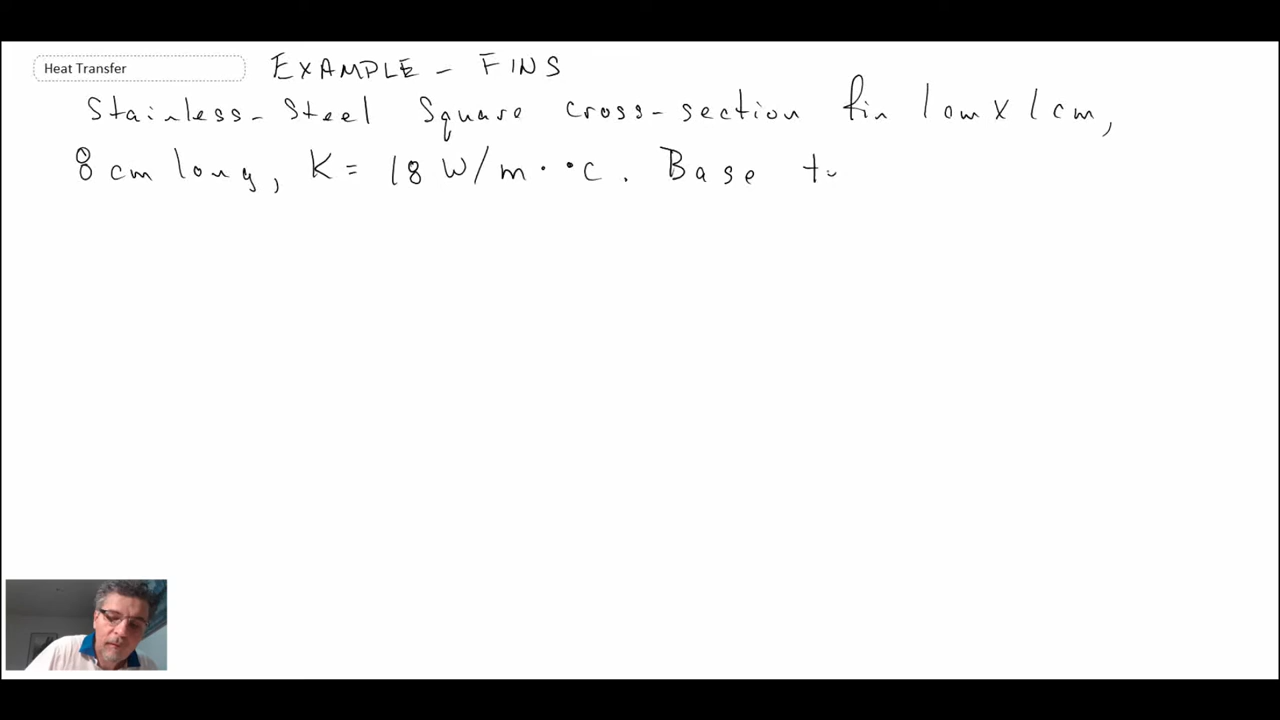 Heat Transfer
EXAMPLE - FINS
Stainless-Steel Square cross-section fin 1cm x 1cm,
8 cm long, K = 18 W/m·°C. Base